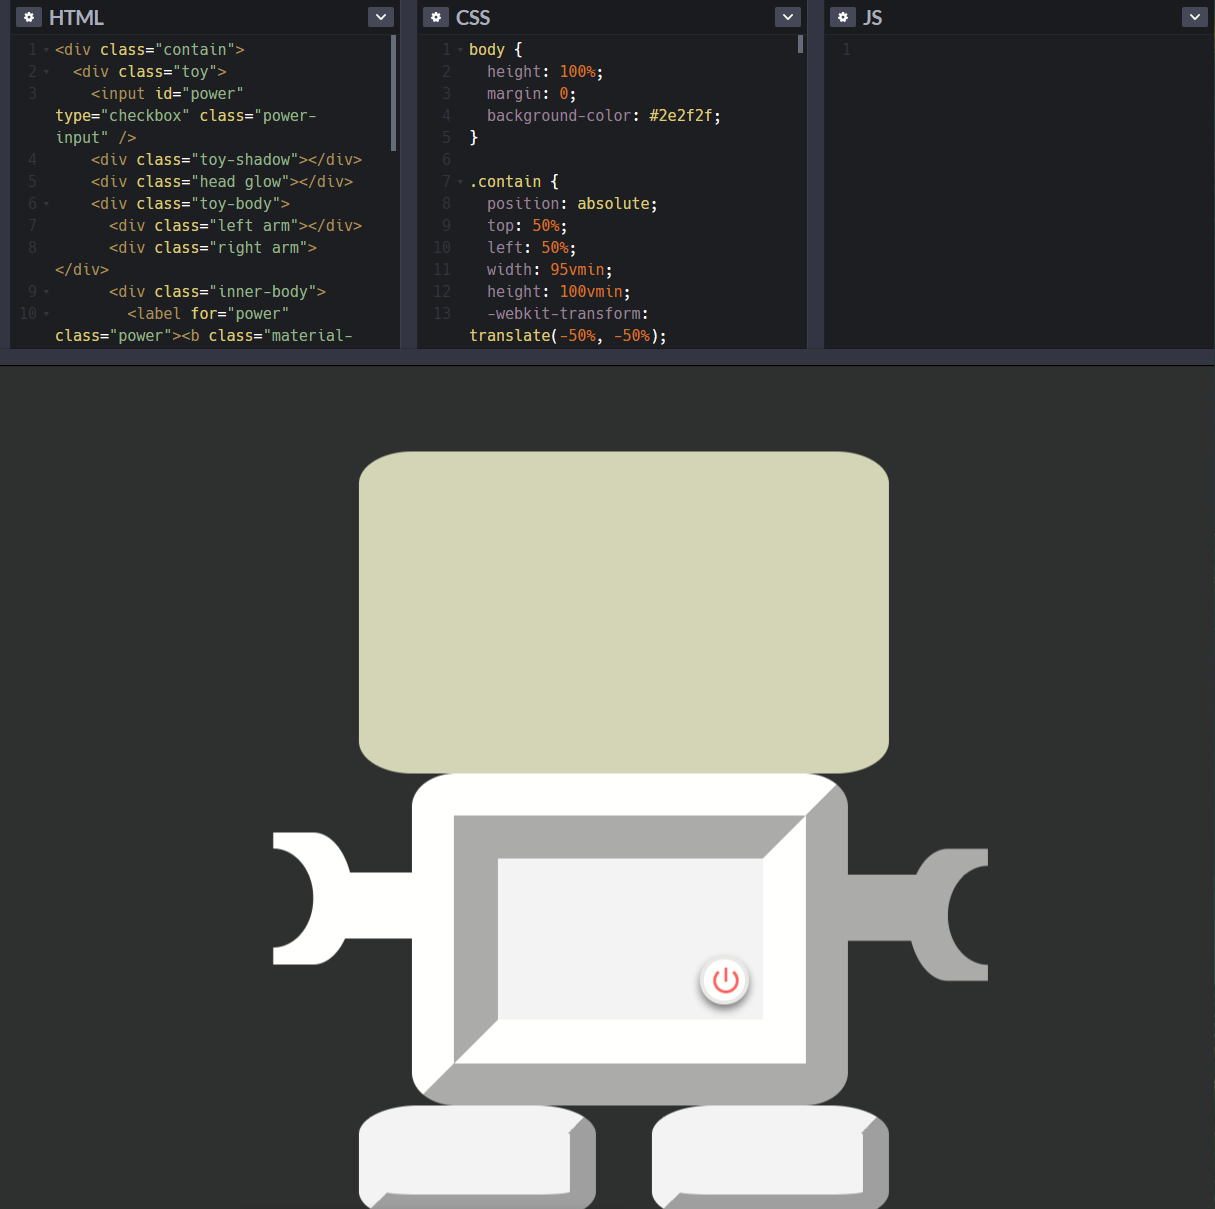 HTML
1 <div class="contain">
2 <div class="toy">
3 <input id="power"
type="checkbox" class="power-
input" />
4 <div class="toy-shadow"></div>
5 <div class="head glow"></div>
6 <div class="toy-body">
7 <div class="left arm"></div>
8 <div class="right arm">
</div>
9 <div class="inner-body">
10 <label for="power"
class="power"><b class="material-
CSS
1 body {
2 height: 100%;
3 margin: 0;
4 background-color: #2e2f2f;
5 }
6
7 .contain {
8 position: absolute;
9 top: 50%;
10 left: 50%;
11 width: 95vmin;
12 height: 100vmin;
13 -webkit-transform:
translate(-50%, -50%);
JS
1